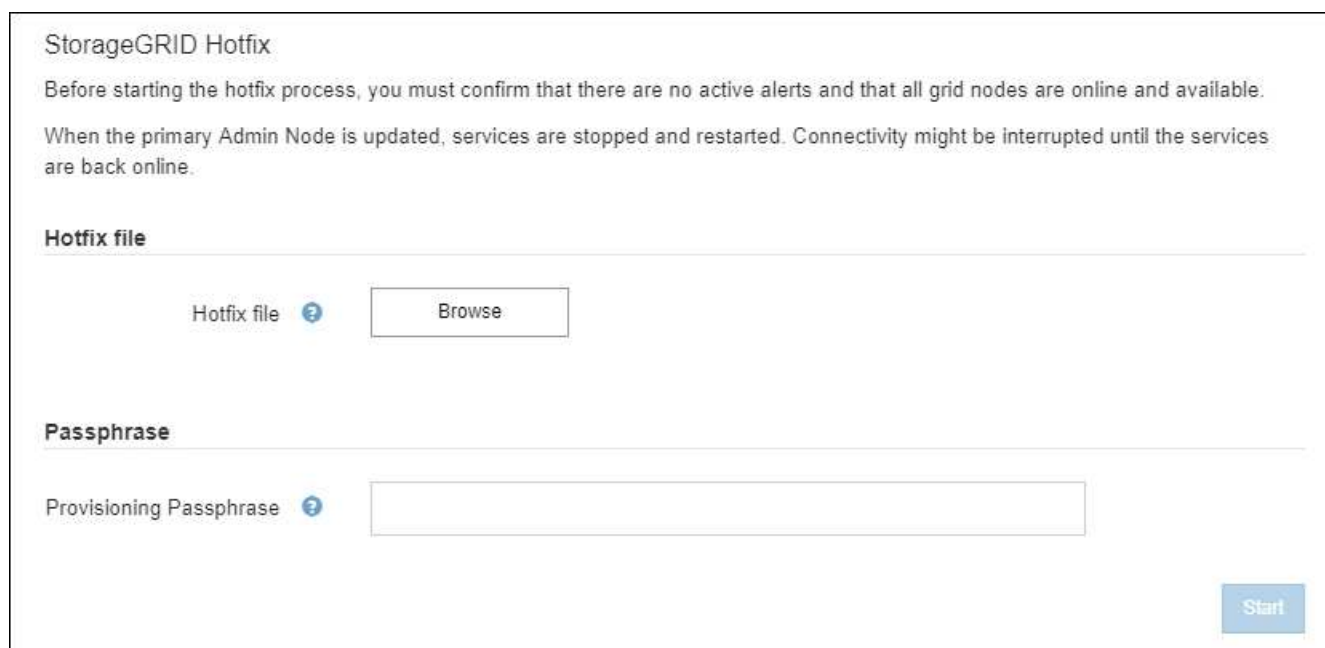 StorageGRID Hotfix
Before starting the hotfix process, you must confirm that there are no active alerts and that all grid nodes are online and available.
When the primary Admin Node is updated, services are stopped and restarted. Connectivity might be interrupted until the services
are back online.
Hotfix file
Hotfix file ? Browse
Passphrase
Provisioning Passphrase ?
Start